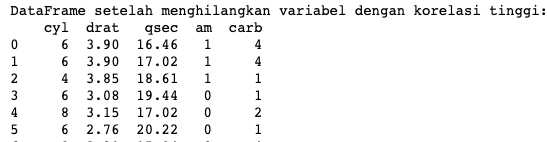 DataFrame setelah menghilangkan variabel dengan korelasi tinggi:
cyl drat qsec am carb
0 6 3.90 16.46 1 4
1 6 3.90 17.02 1 4
2 4 3.85 18.61 1 1
3 6 3.08 19.44 0 1
4 8 3.15 17.02 0 2
5 6 2.76 20.22 0 1